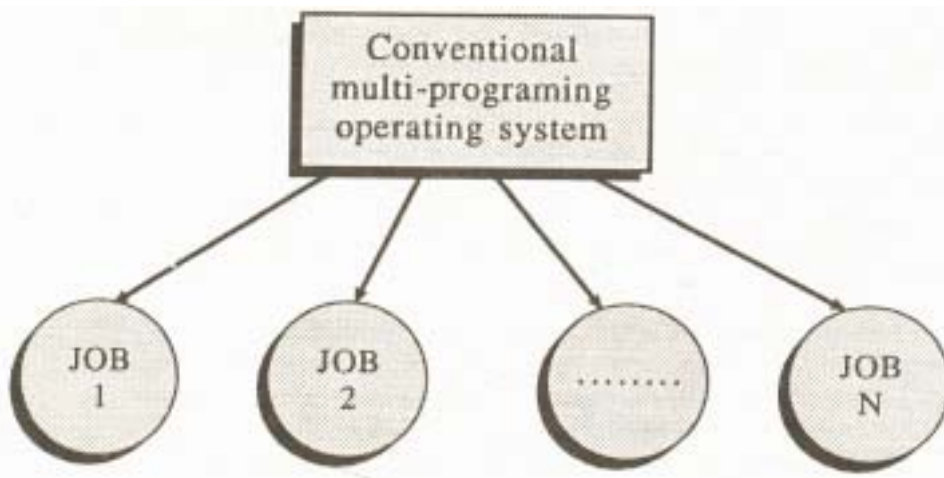 Conventional
multi-programing
operating system
JOB
1
JOB
2
........
JOB
N